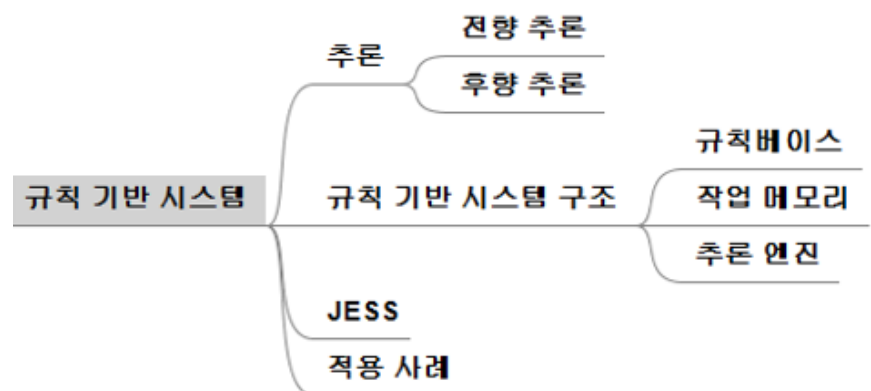 전향 추론
추론
후향 추론
규칙베이스
규칙 기반 시스템
규칙 기반 시스템 구조
작업 메모리
추론 엔진
JESS
적용 사례